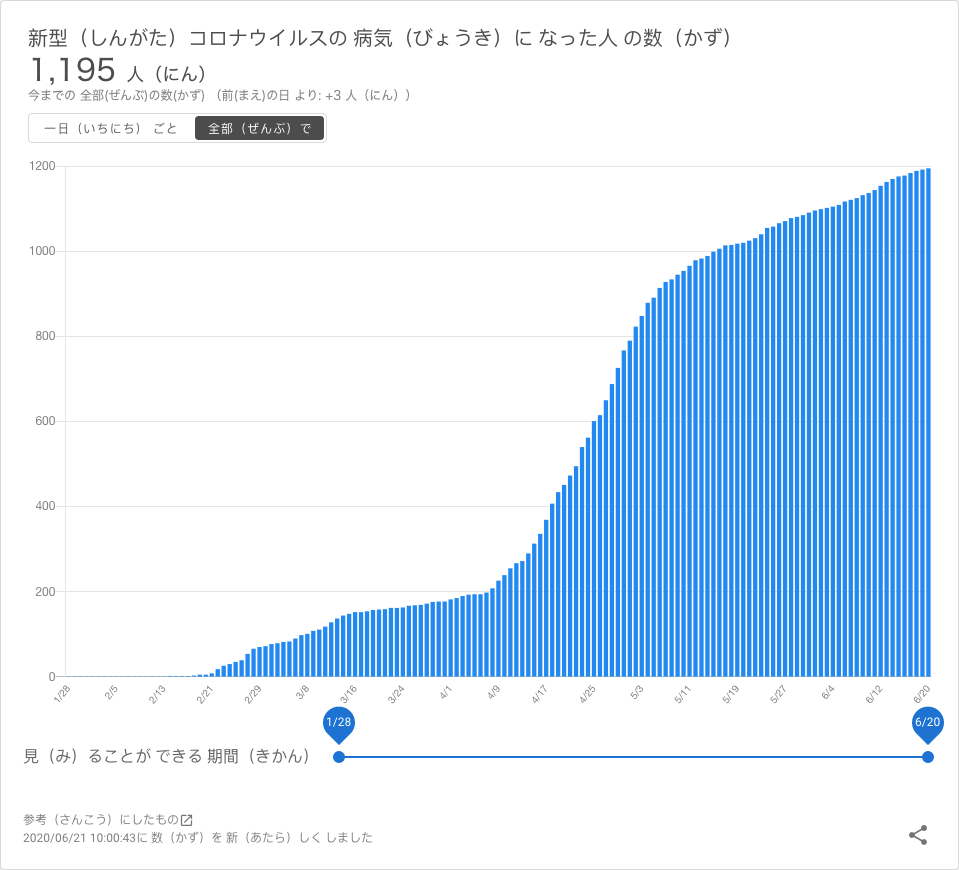 新型（しんがた）コロナウイルスの 病気（びょうき）に なった人 の数（かず）
1,195 人（にん）
今までの 全部(ぜんぶ)の数(かず) （前(まえ)の日 より: +3 人（にん））
一日（いちにち） ごと 全部（ぜんぶ）で
1200
1000
800
600
400
200
0
1/28 2/5 2/13 2/21 2/29 3/8 3/16 3/24 4/1 4/9 4/17 4/25 5/3 5/11 5/19 5/27 6/4 6/12 6/20
1/28 6/20
見（み）ることが できる 期間（きかん）
参考（さんこう）にしたもの
2020/06/21 10:00:43に 数（かず）を 新（あたら）しく しました